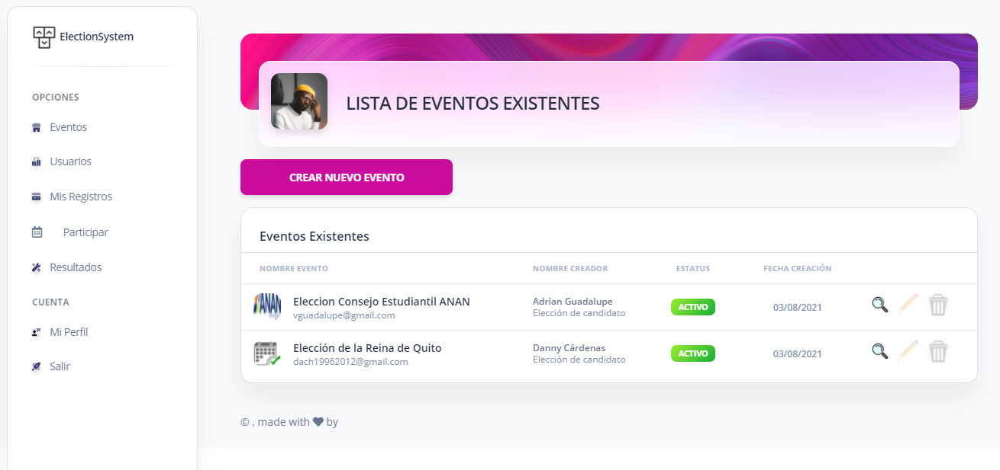 ElectionSystem
OPCIONES
Eventos
Usuarios
Mis Registros
Participar
Resultados
CUENTA
Mi Perfil
Salir
LISTA DE EVENTOS EXISTENTES
CREAR NUEVO EVENTO
Eventos Existentes
NOMBRE EVENTO NOMBRE CREADOR ESTATUS FECHA CREACIÓN
ANAN
Eleccion Consejo Estudiantil ANAN Adrian Guadalupe ACTIVO 03/08/2021
vguadalupe@gmail.com Elección de candidato
Elección de la Reina de Quito Danny Cárdenas ACTIVO 03/08/2021
dach19962012@gmail.com Elección de candidato
© , made with by